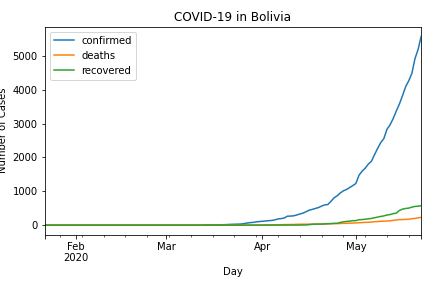 COVID-19 in Bolivia
confirmed
deaths
recovered
Number of Cases
5000
4000
3000
2000
1000
0
Feb
2020
Mar
Apr
May
Day